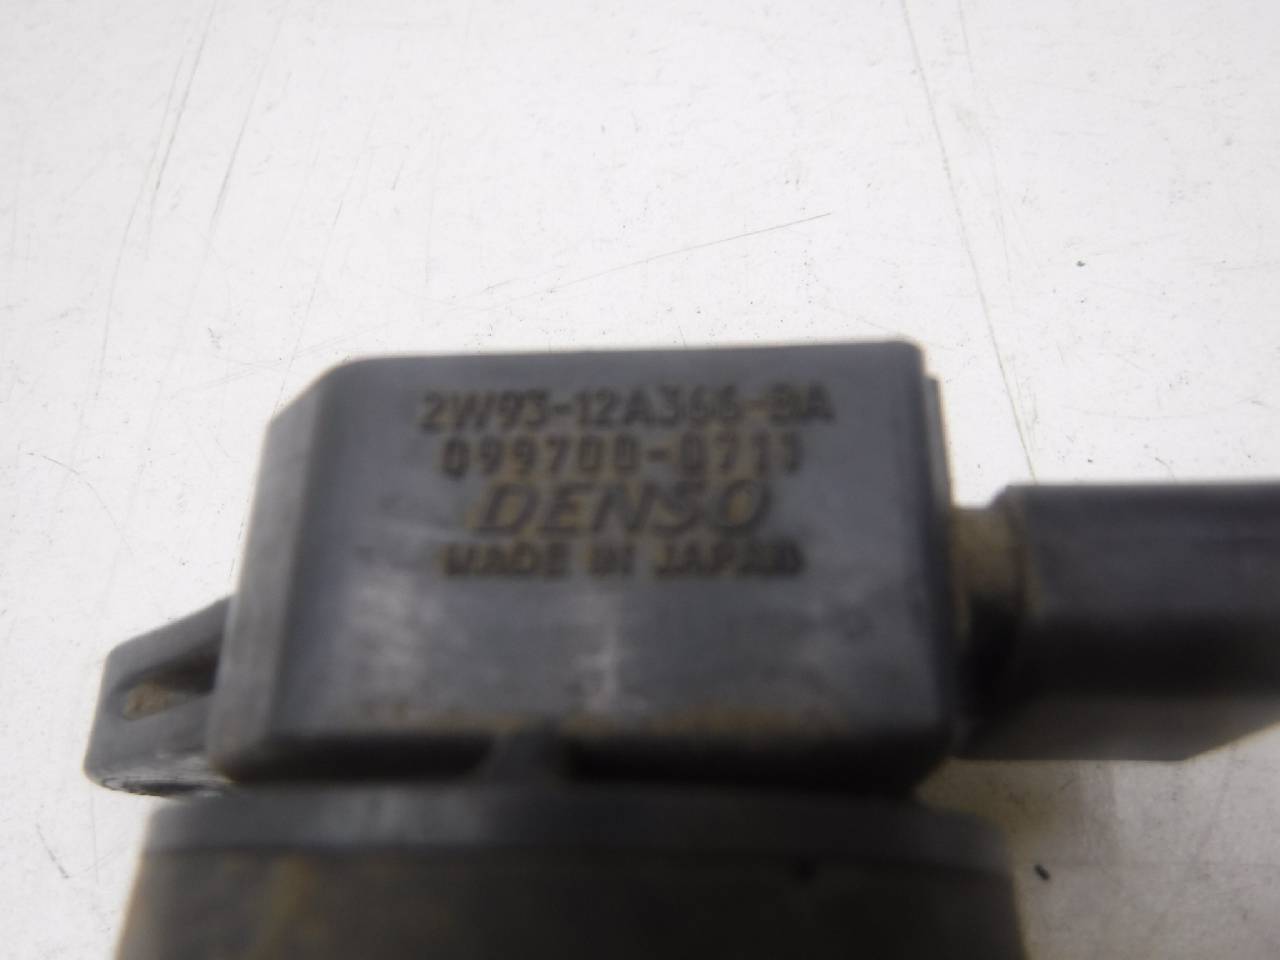 2W93-12A366-BA
099700-0711
DENSO
MADE IN JAPAN